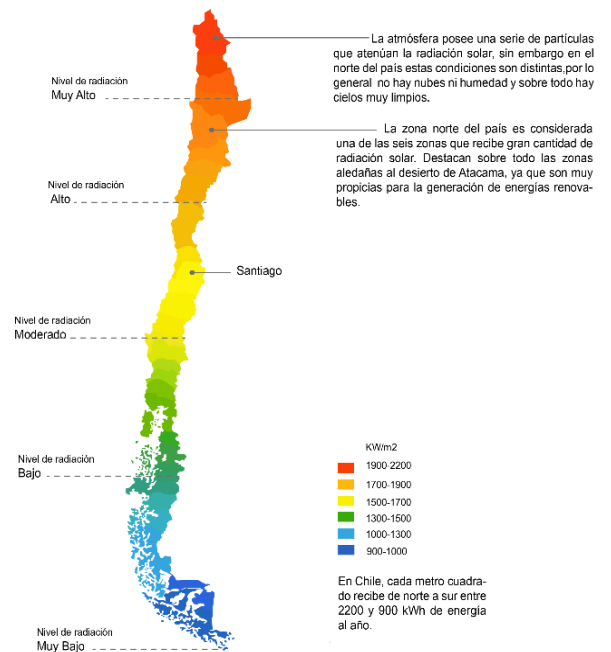 La atmósfera posee una serie de partículas
que atenúan la radiación solar, sin embargo en el
norte del país estas condiciones son distintas,por lo
general no hay nubes ni humedad y sobre todo hay
cielos muy limpios.
Nivel de radiación
Muy Alto
La zona norte del país es considerada
una de las seis zonas que recibe gran cantidad de
radiación solar. Destacan sobre todo las zonas
aledañas al desierto de Atacama, ya que son muy
propicias para la generación de energías renova-
bles.
Nivel de radiación
Alto
Santiago
Nivel de radiación
Moderado
Nivel de radiación
Bajo
KW/m2
1900-2200
1700-1900
1500-1700
1300-1500
1000-1300
900-1000
En Chile, cada metro cuadra-
do recibe de norte a sur entre
2200 y 900 kWh de energía
al año.
Nivel de radiación
Muy Bajo